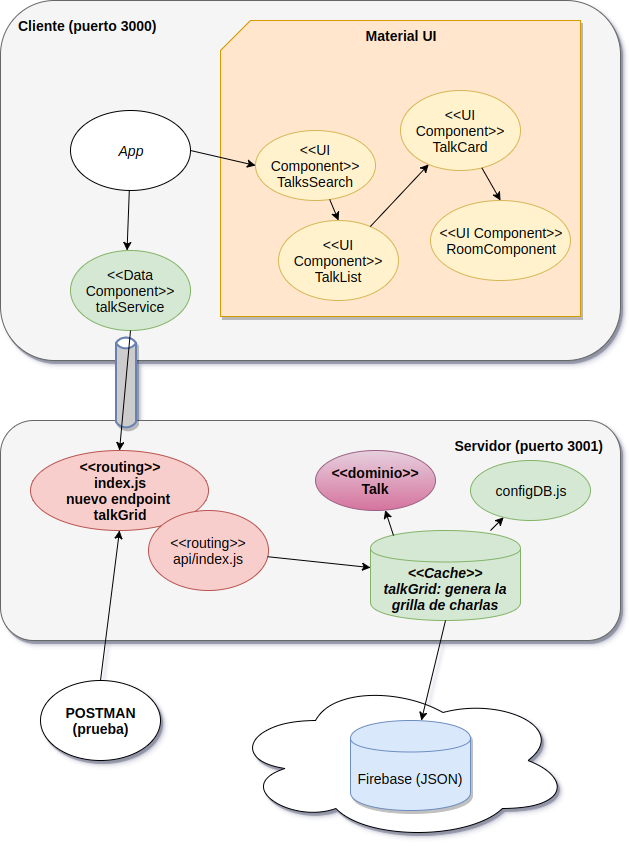 Cliente (puerto 3000)
Material UI
App
<<UI
Component>>
TalksSearch
<<UI
Component>>
TalkCard
<<UI
Component>>
TalkList
<<UI Component>>
RoomComponent
<<Data
Component>>
talkService
Servidor (puerto 3001)
<<routing>>
index.js
nuevo endpoint
talkGrid
<<dominio>>
Talk
configDB.js
<<routing>>
api/index.js
<<Cache>>
talkGrid: genera la
grilla de charlas
POSTMAN
(prueba)
Firebase (JSON)